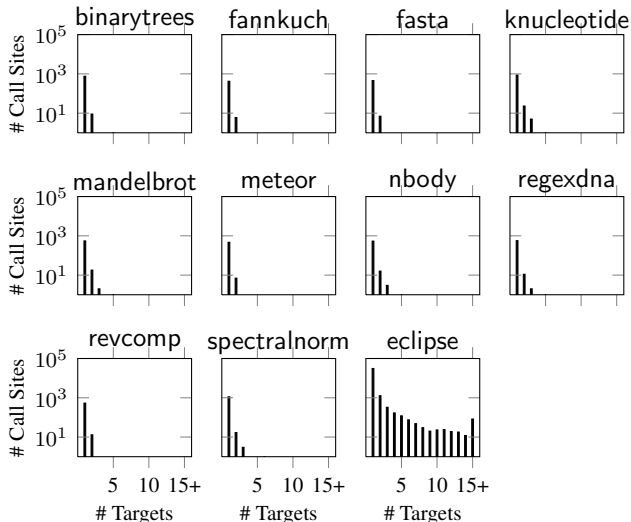 binarytrees fannkuch fasta knucleotide
10^5
10^3
10^1
# Call Sites
mandelbrot meteor nbody regexdna
10^5
10^3
10^1
# Call Sites
revcomp spectralnorm eclipse
10^5
10^3
10^1
# Call Sites
5 10 15+ 5 10 15+ 5 10 15+
# Targets # Targets # Targets